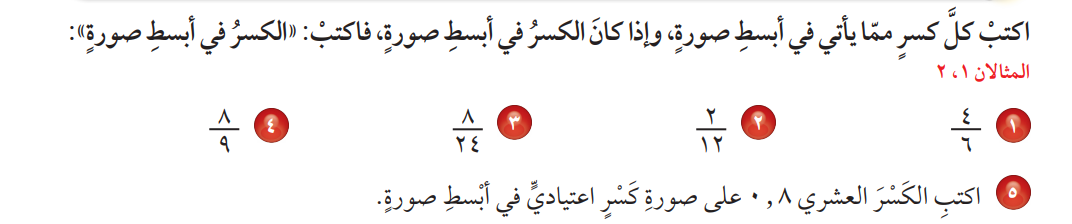 اكتبْ كلَّ كسرٍ ممّا يأتي في أبسطِ صورةٍ، وإذا كانَ الكسرُ في أبسطِ صورةٍ، فاكتبْ: «الكسرُ في أبسطِ صورةٍ»:
المثالان ١، ٢
١ ٤/٦ ٢ ٢/١٢ ٣ ٨/٢٤ ٤ ٨/٩
٥ اكتبِ الكَسْرَ العشري ٠,٨ على صورةِ كَسْرٍ اعتياديٍّ في أبْسطِ صورةٍ.